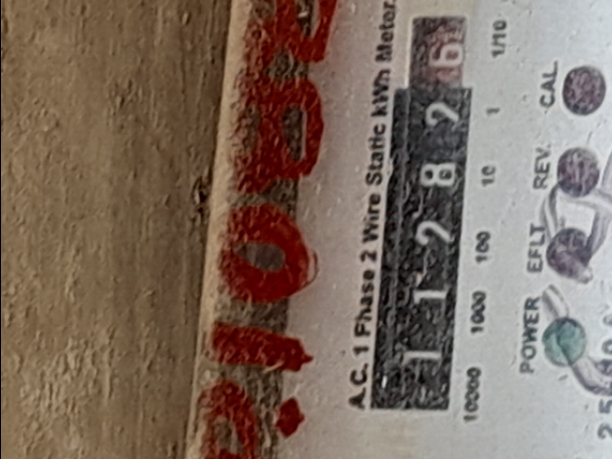 A.C. 1 Phase 2 Wire Static kWh Meter.
1 1 2 8 2 6
10000 1000 100 10 1 1/10
POWER EFLT REV. CAL.